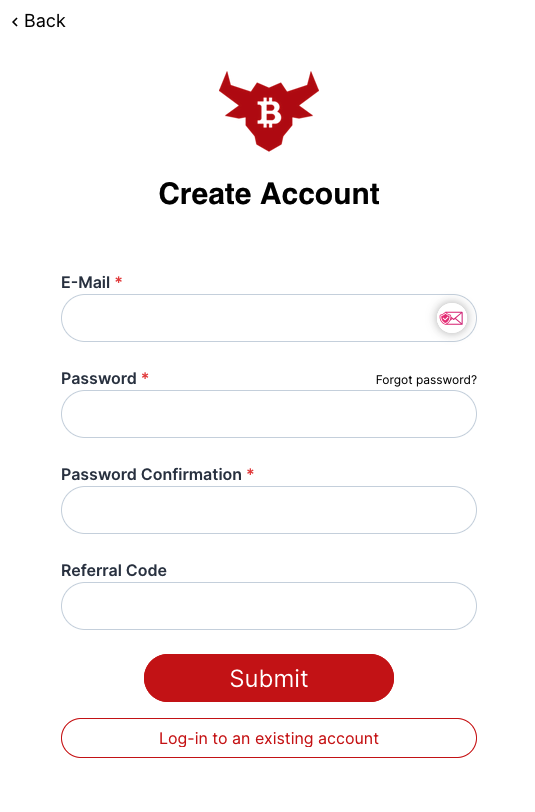 ‹ Back
₿
Create Account
E-Mail *
Password *
Forgot password?
Password Confirmation *
Referral Code
Submit
Log-in to an existing account